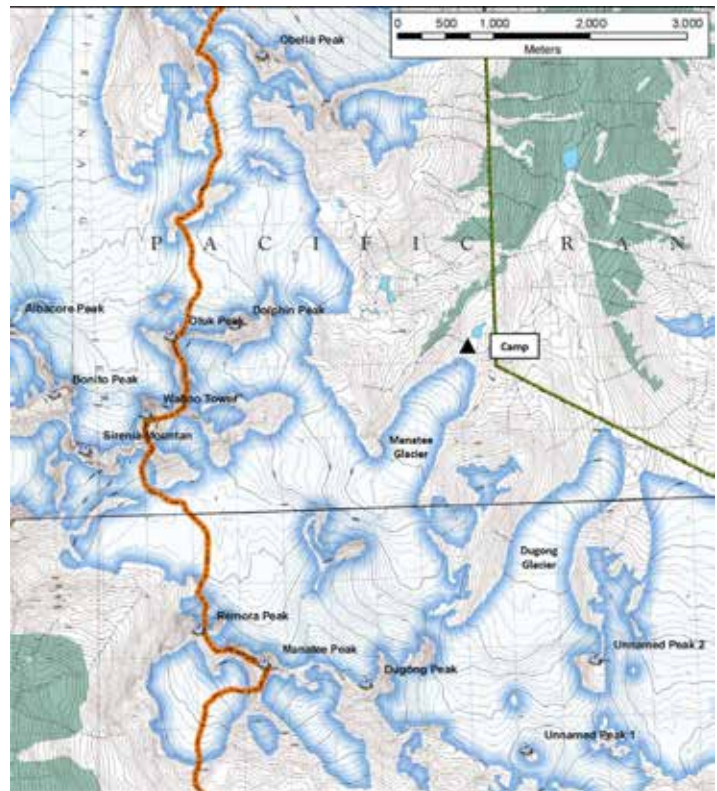 0 500 1,000 2,000 3,000
Meters
Obella Peak
P A C I F I C R A N
Albacore Peak
Otuk Peak
Dolphin Peak
Camp
Bonito Peak
Wahoo Tower
Sirenia Mountain
Manatee
Glacier
Dugong
Glacier
Remora Peak
Manatee Peak
Dugong Peak
Unnamed Peak 2
Unnamed Peak 1